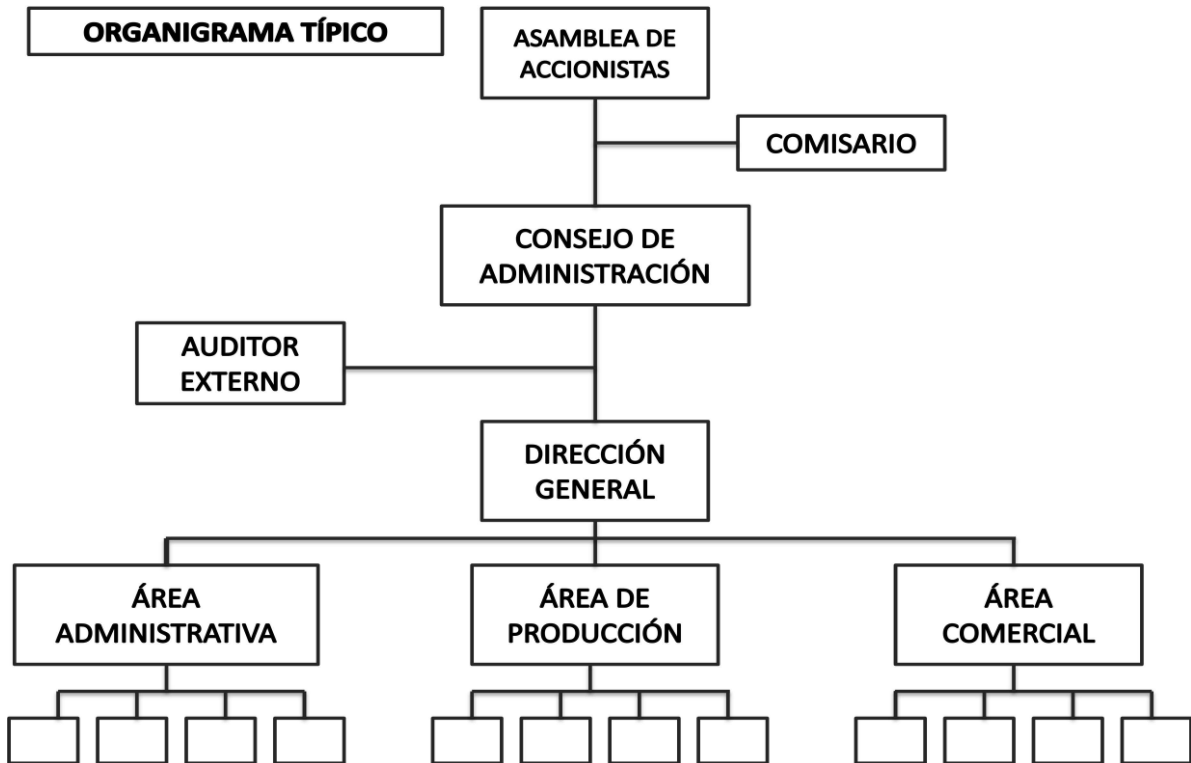 ORGANIGRAMA TÍPICO
ASAMBLEA DE
ACCIONISTAS
COMISARIO
CONSEJO DE
ADMINISTRACIÓN
AUDITOR
EXTERNO
DIRECCIÓN
GENERAL
ÁREA
ADMINISTRATIVA
ÁREA DE
PRODUCCIÓN
ÁREA
COMERCIAL